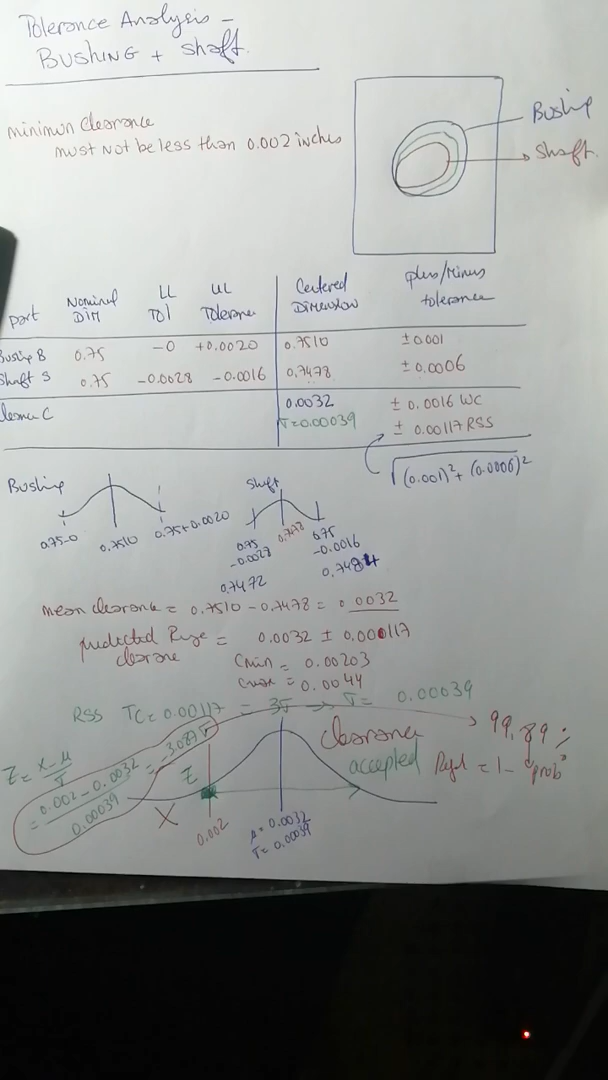 Tolerance Analysis -
BUSHING + Shaft.
minimun Clearance
must Not be less than 0.002 inches
Bushing
Shaft.
part Nominal DIM LL Tol UL Tolerance Centered Dimension plus/Minus tolerance
Busing B 0.75 -0 +0.0020 0.7510 ±0.001
Shaft S 0.75 -0.0028 -0.0016 0.7478 ±0.0006
C 0.0032 ± 0.0016 WC
σ=0.00039 ± 0.00117 RSS
√(0.001)²+(0.0006)²
Bushing
0.75-0 0.7510 0.75+0.0020
Shaft
0.75 -0.0028 0.7472 0.7478 0.75 -0.0016 0.7484
mean clearance = 0.7510 - 0.7478 = 0.0032
predicted Range clearance = 0.0032 ± 0.000117
Cmin = 0.00203
Cmax = 0.0044
RSS Tc = 0.00117 = 3σ → σ = 0.00039
Z = x-μ/σ
= 0.002 - 0.0032/0.00039 = -3.087σ
99.89%
clearance
accepted
= 1- prob
Z
X
0.002
μ = 0.0032
σ = 0.00039